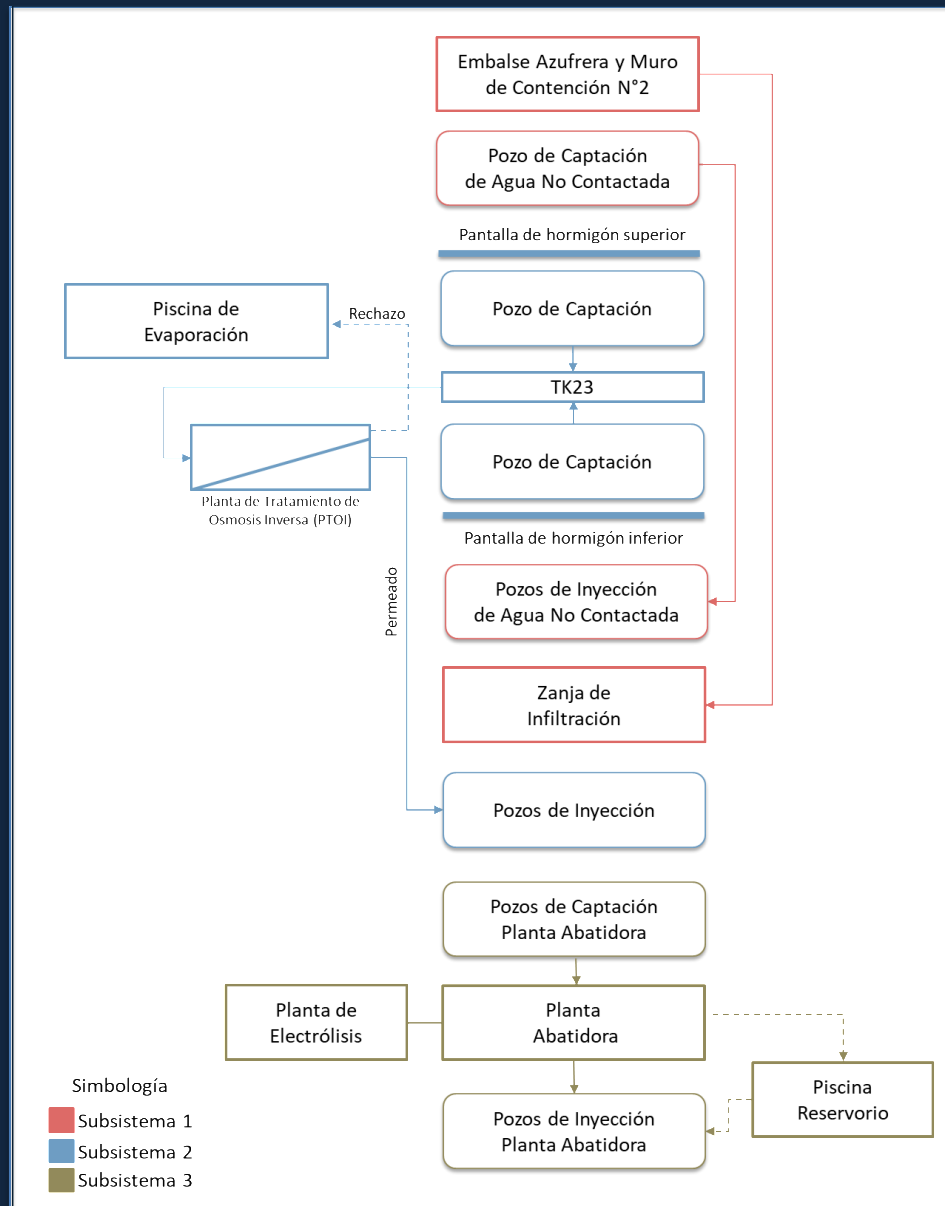 Embalse Azufrera y Muro
de Contención N°2
Pozo de Captación
de Agua No Contactada
Pantalla de hormigón superior
Piscina de
Evaporación
Rechazo
Pozo de Captación
TK23
Pozo de Captación
Planta de Tratamiento de
Osmosis Inversa (PTOI)
Pantalla de hormigón inferior
Permeado
Pozos de Inyección
de Agua No Contactada
Zanja de
Infiltración
Pozos de Inyección
Pozos de Captación
Planta Abatidora
Planta de
Electrólisis
Planta
Abatidora
Piscina
Reservorio
Pozos de Inyección
Planta Abatidora
Simbología
Subsistema 1
Subsistema 2
Subsistema 3